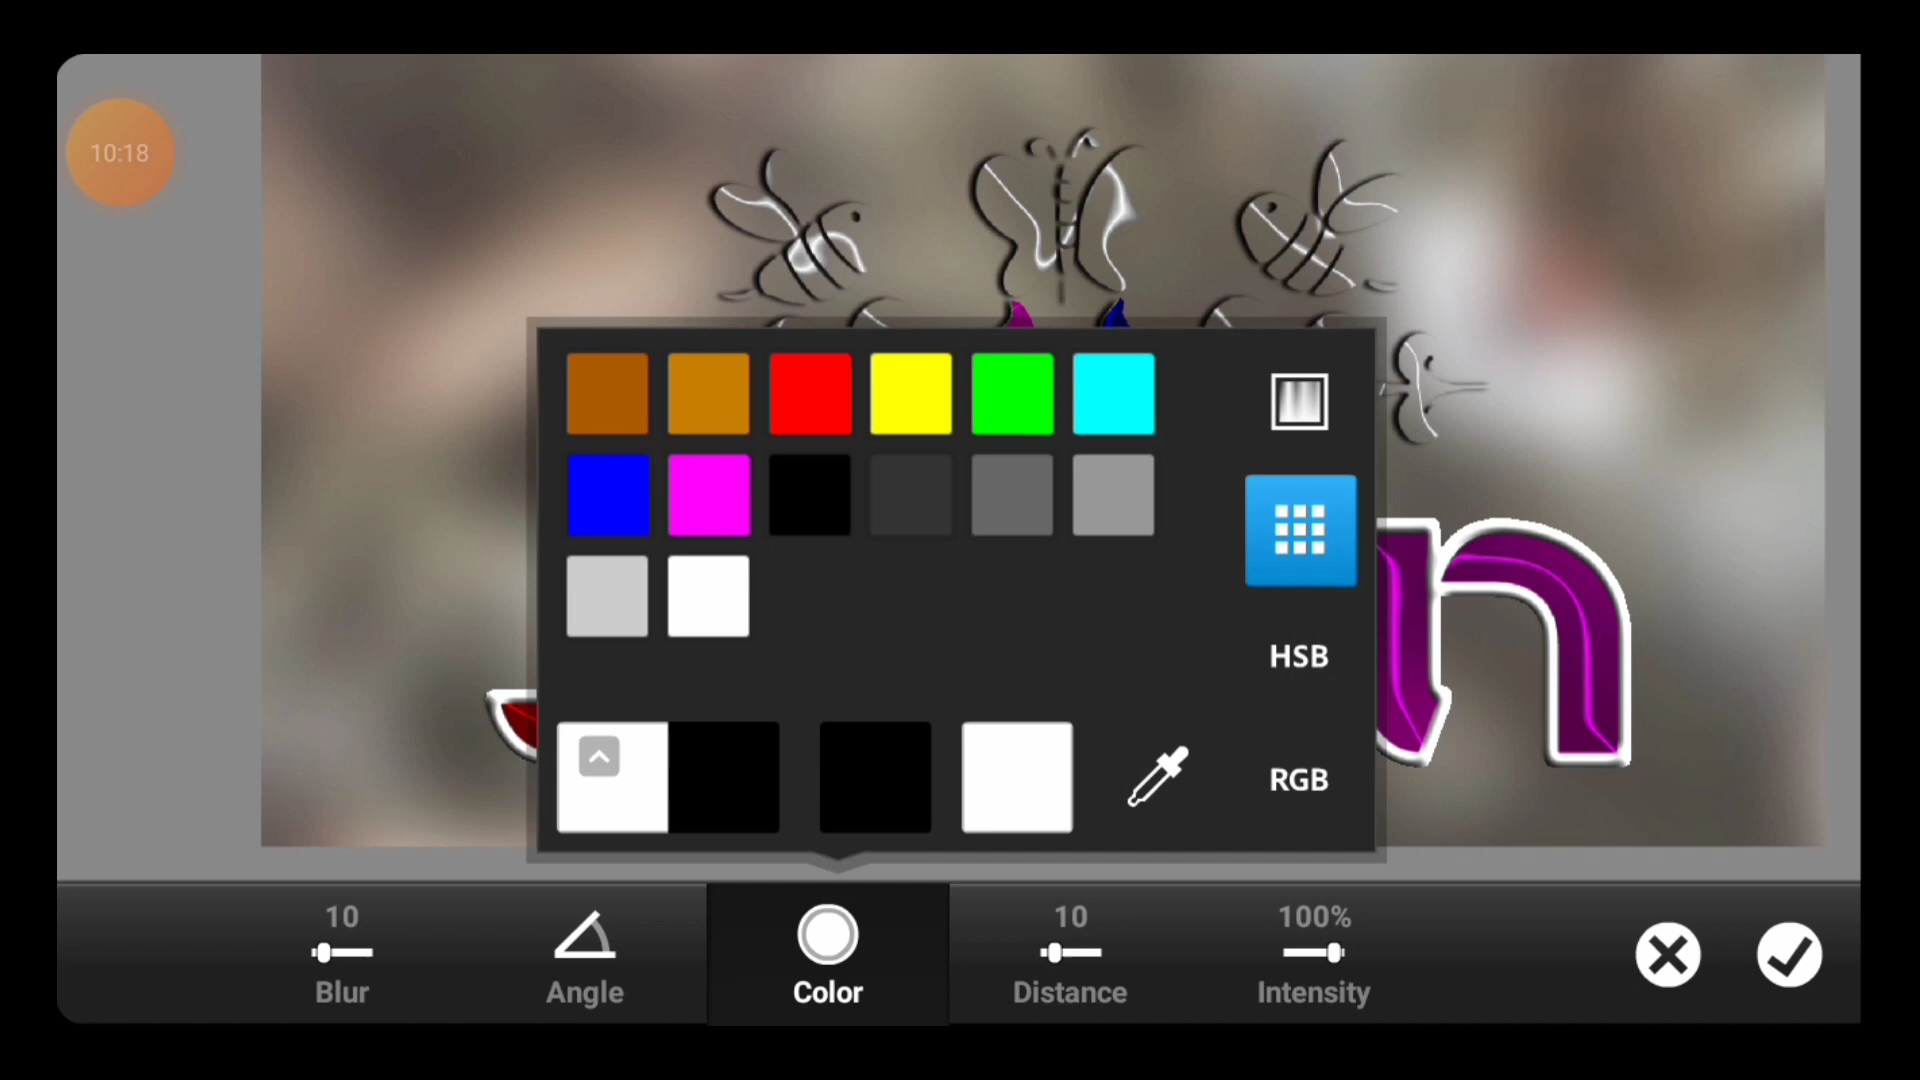 10:18
HSB
RGB
n
10
10
100%
Blur
Angle
Color
Distance
Intensity